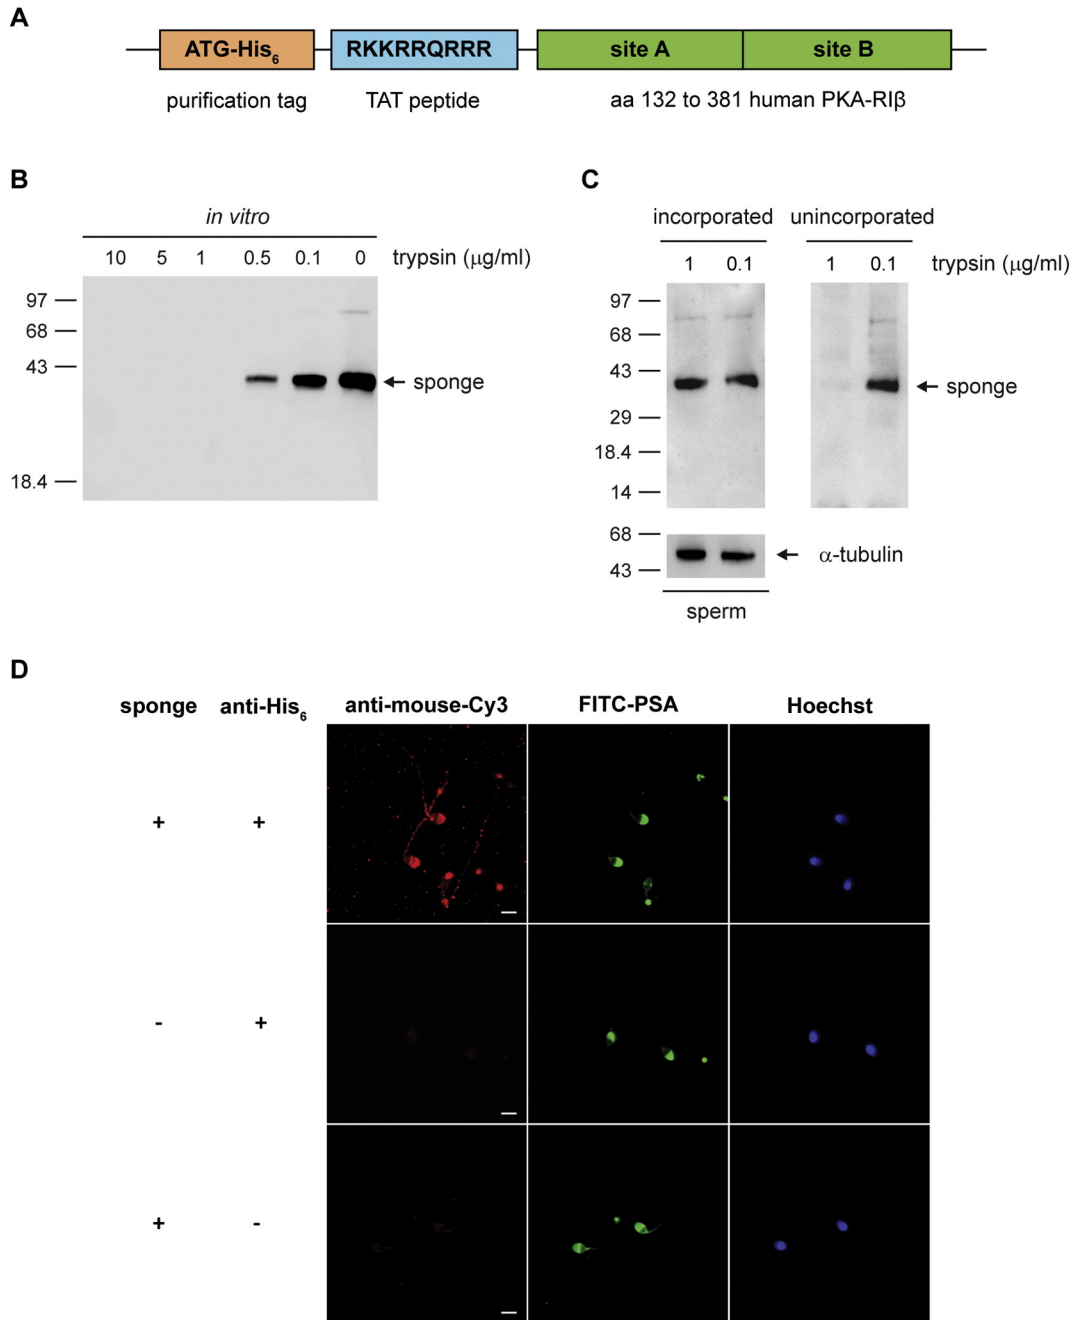 A
ATG-His6 RKKRRQRRR site A site B
purification tag TAT peptide aa 132 to 381 human PKA-RIβ
B
in vitro
10 5 1 0.5 0.1 0 trypsin (μg/ml)
97
68
43
sponge
18.4
C
incorporated unincorporated
1 0.1 1 0.1 trypsin (μg/ml)
97
68
43
sponge
29
18.4
14
68
α-tubulin
43
sperm
D
sponge anti-His6 anti-mouse-Cy3 FITC-PSA Hoechst
+ +
- +
+ -